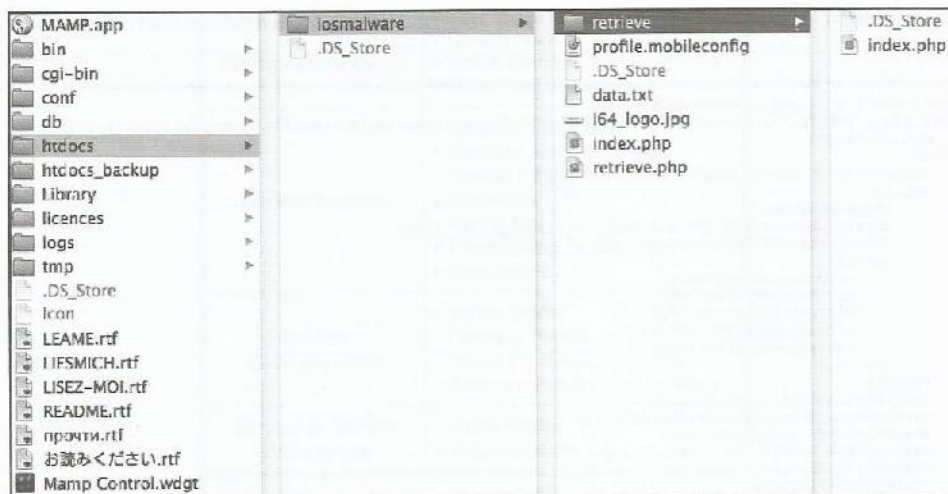 MAMP.app
bin
cgi-bin
conf
db
htdocs
htdocs_backup
Library
licences
logs
tmp
.DS_Store
Icon
LEAME.rtf
LIESMICH.rtf
LISEZ-MOI.rtf
README.rtf
прочти.rtf
お読みください.rtf
Mamp Control.wdgt
iosmalware
.DS_Store
retrieve
profile.mobileconfig
.DS_Store
data.txt
i64_logo.jpg
index.php
retrieve.php
.DS_Store
index.php